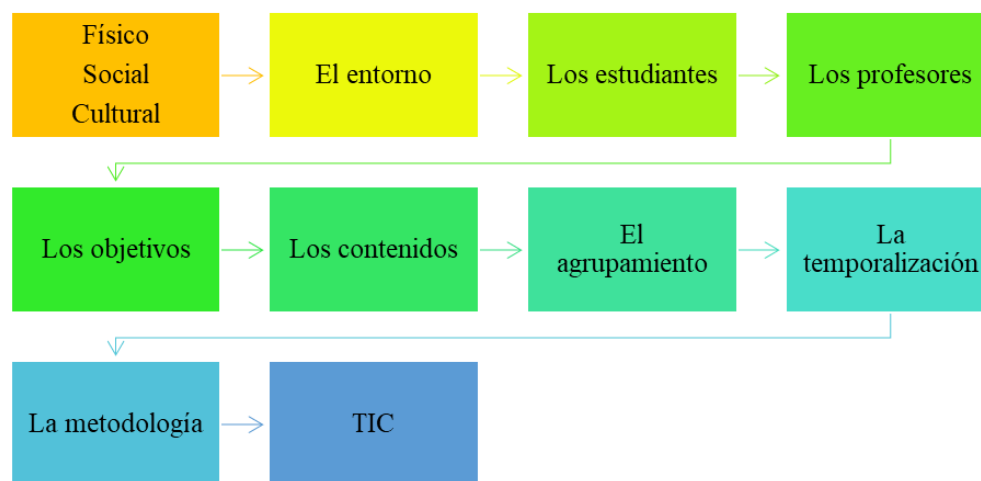 Físico
Social
Cultural
El entorno
Los estudiantes
Los profesores
Los objetivos
Los contenidos
El
agrupamiento
La
temporalización
La metodología
TIC